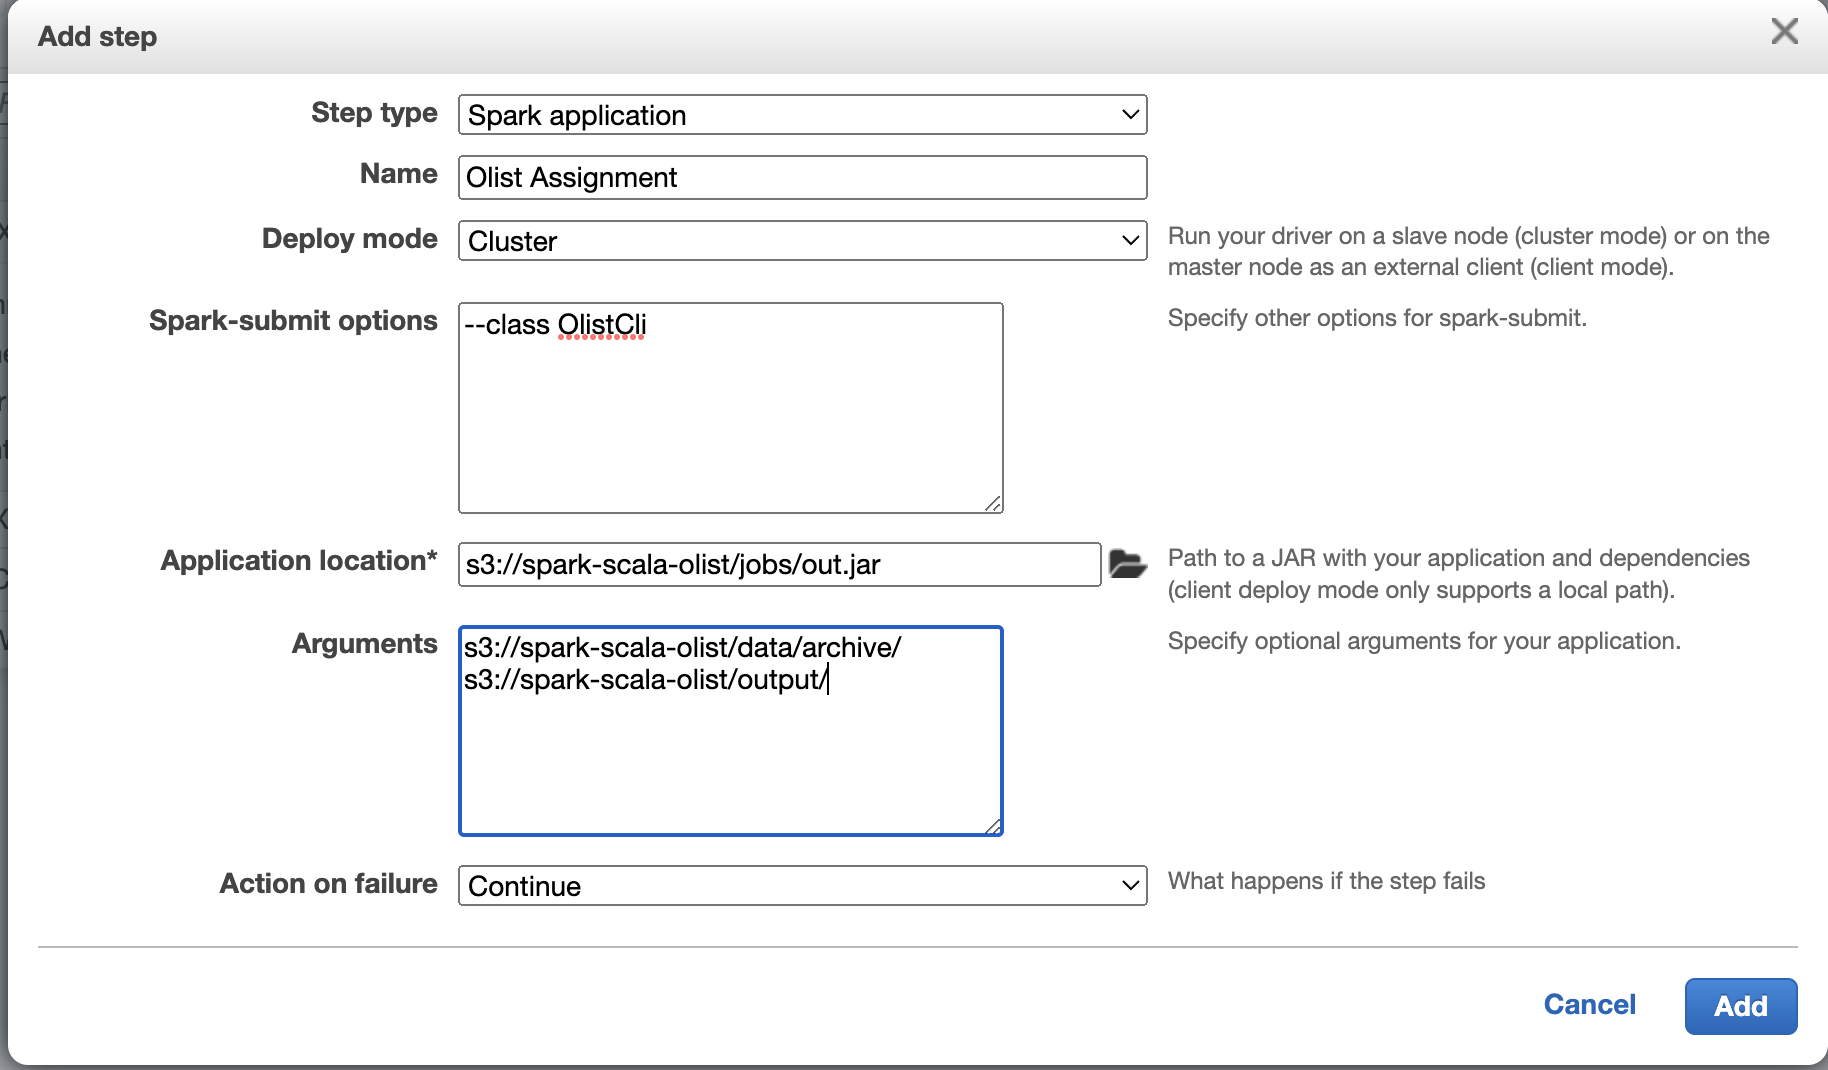 Add step
Step type
Spark application
Name
Olist Assignment
Deploy mode
Cluster
Run your driver on a slave node (cluster mode) or on the
master node as an external client (client mode).
Spark-submit options
--class OlistCli
Specify other options for spark-submit.
Application location*
s3://spark-scala-olist/jobs/out.jar
Path to a JAR with your application and dependencies
(client deploy mode only supports a local path).
Arguments
s3://spark-scala-olist/data/archive/
s3://spark-scala-olist/output/
Specify optional arguments for your application.
Action on failure
Continue
What happens if the step fails
Cancel
Add